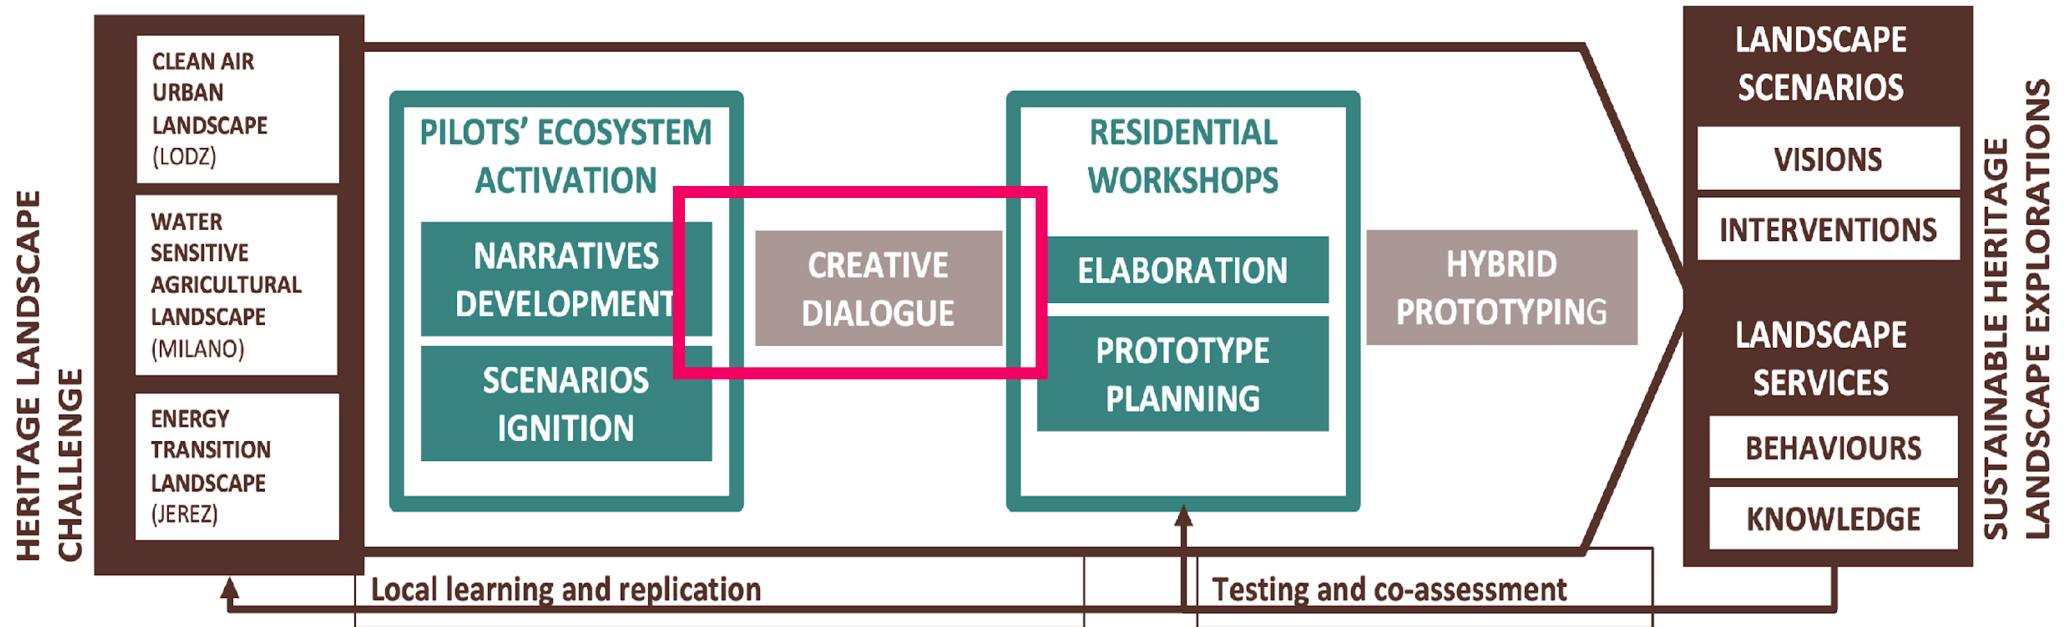 HERITAGE LANDSCAPE
CHALLENGE
CLEAN AIR
URBAN
LANDSCAPE
(LODZ)
WATER
SENSITIVE
AGRICULTURAL
LANDSCAPE
(MILANO)
ENERGY
TRANSITION
LANDSCAPE
(JEREZ)
PILOTS’ ECOSYSTEM
ACTIVATION
NARRATIVES
DEVELOPMENT
SCENARIOS
IGNITION
CREATIVE
DIALOGUE
RESIDENTIAL
WORKSHOPS
ELABORATION
PROTOTYPE
PLANNING
HYBRID
PROTOTYPING
LANDSCAPE
SCENARIOS
VISIONS
INTERVENTIONS
LANDSCAPE
SERVICES
BEHAVIOURS
KNOWLEDGE
SUSTAINABLE HERITAGE
LANDSCAPE EXPLORATIONS
Local learning and replication
Testing and co-assessment